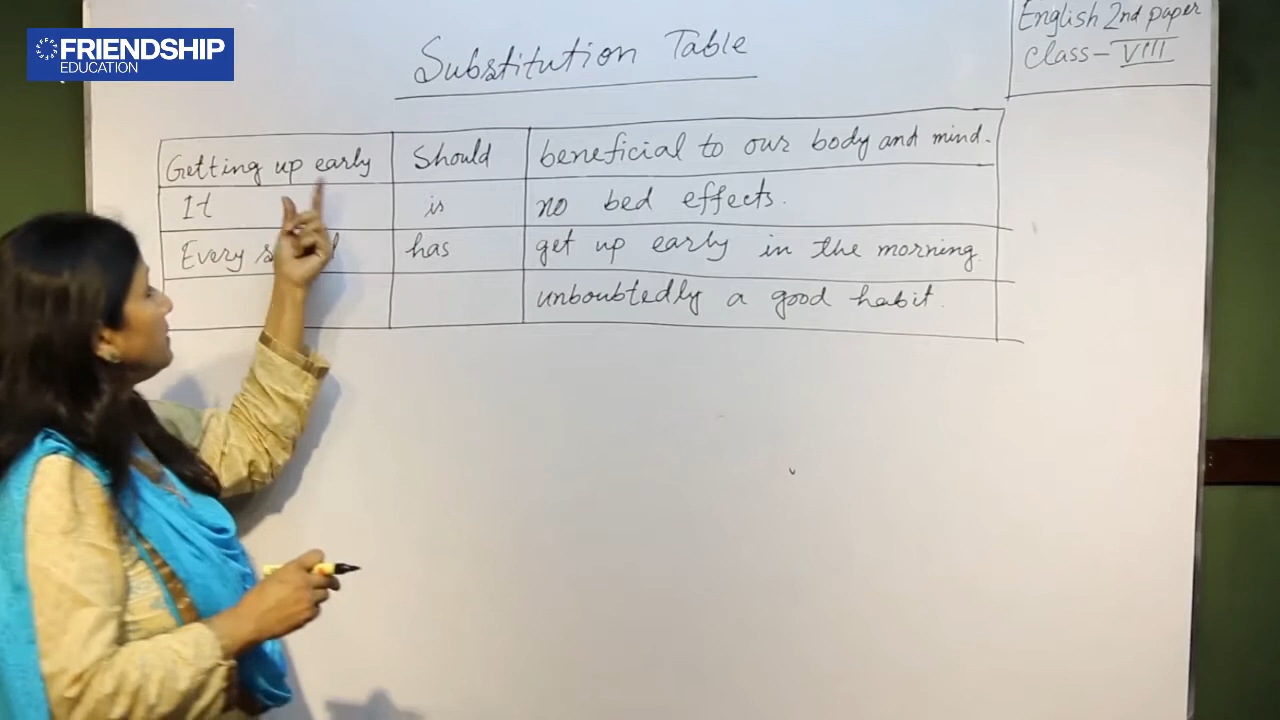 FRIENDSHIP
EDUCATION
Substitution Table
English 2nd paper
Class - VIII
Getting up early Should beneficial to our body and mind.
It is no bed effects.
Every has get up early in the morning.
unboubtedly a good habit.